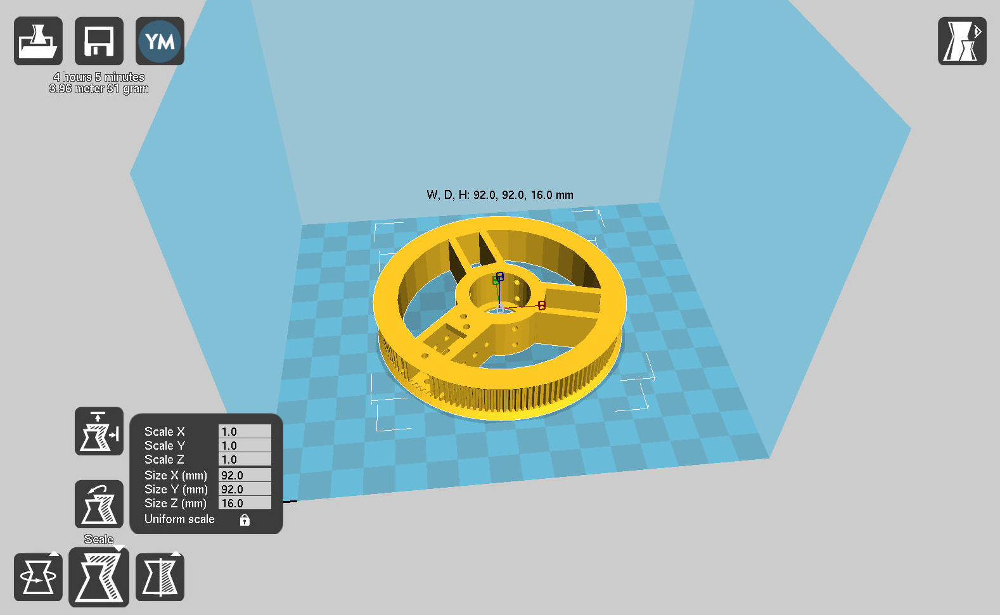 YM
4 hours 5 minutes
3.96 meter 31 gram
W, D, H: 92.0, 92.0, 16.0 mm
Scale X 1.0
Scale Y 1.0
Scale Z 1.0
Size X (mm) 92.0
Size Y (mm) 92.0
Size Z (mm) 16.0
Uniform scale
Scale